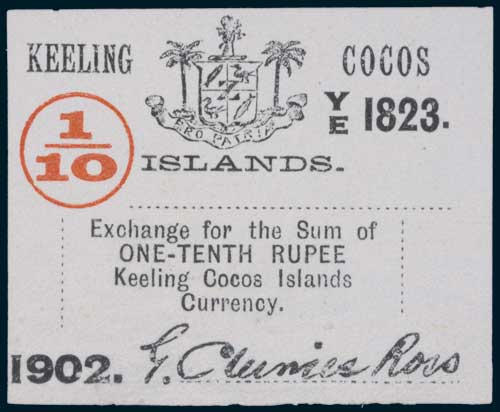 KEELING COCOS
YE 1823.
1/10
PRO PATRIA
ISLANDS.
Exchange for the Sum of
ONE-TENTH RUPEE
Keeling Cocos Islands
Currency.
1902. G. Clunies Ross